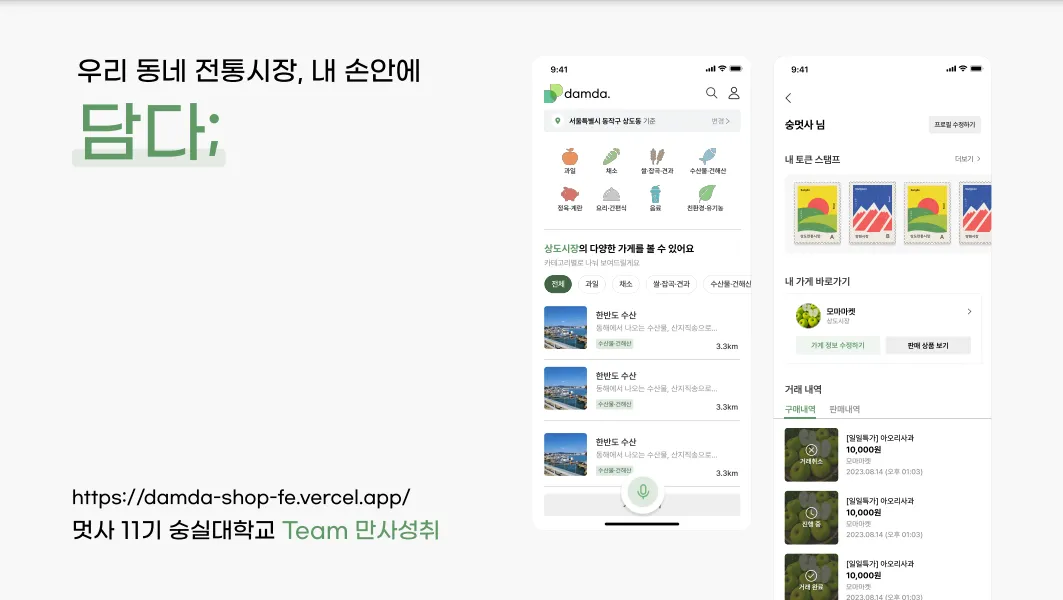 우리 동네 전통시장, 내 손안에
담다;
https://damda-shop-fe.vercel.app/
멋사 11기 숭실대학교 Team 만사성취
9:41
damda.
서울특별시 동작구 상도동 기준
변경 >
과일
채소
쌀·잡곡·견과
수산물·건해산
정육·계란
요리·간편식
음료
친환경·유기농
상도시장의 다양한 가게를 볼 수 있어요
카테고리별로 나눠 보여드릴게요
전체
과일
채소
쌀·잡곡·견과
수산물·건해산
한반도 수산
동해에서 나오는 수산물, 산지직송으로...
수산물·건해산
3.3km
한반도 수산
동해에서 나오는 수산물, 산지직송으로...
수산물·건해산
3.3km
한반도 수산
동해에서 나오는 수산물, 산지직송으로...
수산물·건해산
3.3km
9:41
숭멋사 님
프로필 수정하기
내 토큰 스탬프
더보기 >
상도전통시장 A
B
상도전통시장 A
내 가게 바로가기
모마마켓
상도시장
가게 정보 수정하기
판매 상품 보기
거래 내역
구매내역
판매내역
거래취소
[일일특가] 아오리사과
10,000원
모마마켓
2023.08.14 (오후 01:03)
진행 중
[일일특가] 아오리사과
10,000원
모마마켓
2023.08.14 (오후 01:03)
거래 완료
[일일특가] 아오리사과
10,000원
모마마켓
2023.08.14 (오후 01:03)